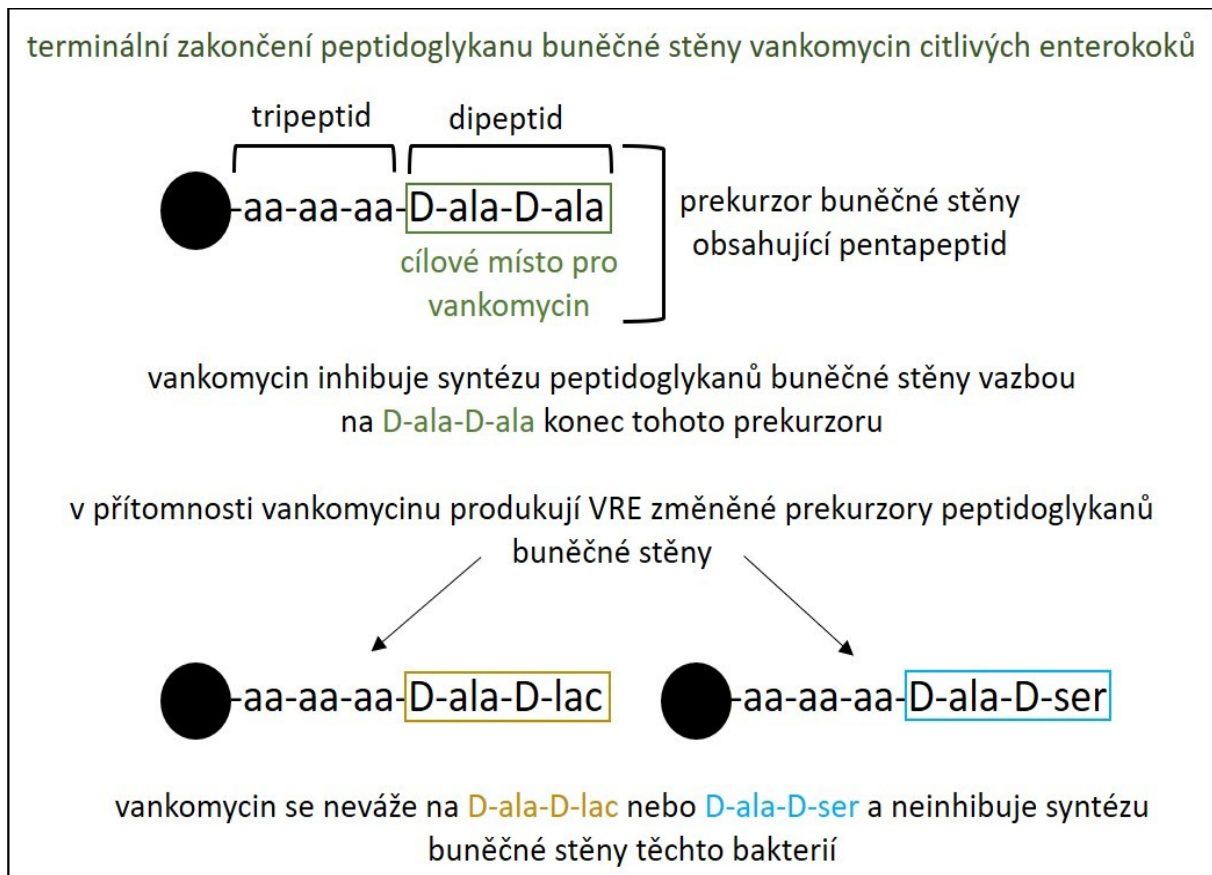 terminální zakončení peptidoglykanu buněčné stěny vankomycin citlivých enterokoků
tripeptid
dipeptid
-aa-aa-aa-D-ala-D-ala
cílové místo pro
vankomycin
prekurzor buněčné stěny
obsahující pentapeptid
vankomycin inhibuje syntézu peptidoglykanů buněčné stěny vazbou
na D-ala-D-ala konec tohoto prekurzoru
v přítomnosti vankomycinu produkují VRE změněné prekurzory peptidoglykanů
buněčné stěny
-aa-aa-aa-D-ala-D-lac
-aa-aa-aa-D-ala-D-ser
vankomycin se neváže na D-ala-D-lac nebo D-ala-D-ser a neinhibuje syntézu
buněčné stěny těchto bakterií